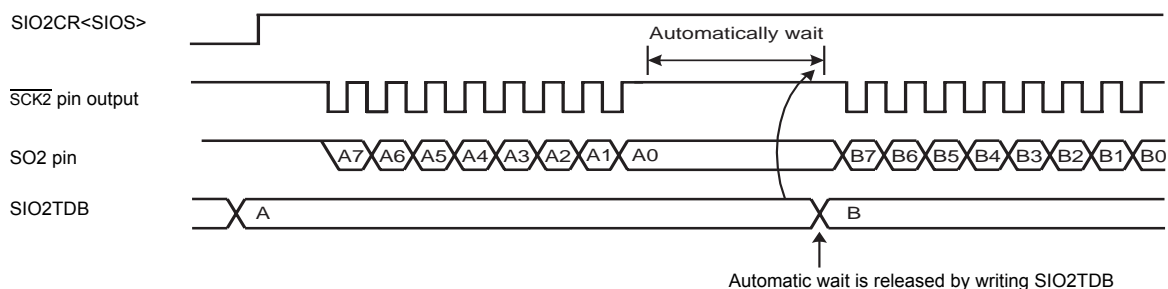 SIO2CR<SIOS>
Automatically wait
SCK2 pin output
SO2 pin
A7 A6 A5 A4 A3 A2 A1 A0 B7 B6 B5 B4 B3 B2 B1 B0
SIO2TDB
A B
Automatic wait is released by writing SIO2TDB